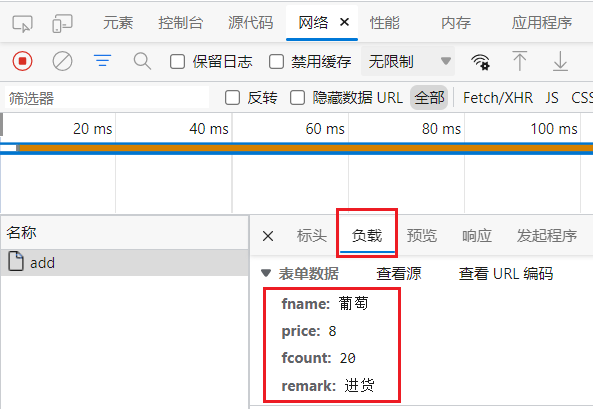 元素 控制台 源代码 网络 性能 内存 应用程序
保留日志 禁用缓存 无限制
筛选器 反转 隐藏数据 URL 全部 Fetch/XHR JS CSS
20 ms 40 ms 60 ms 80 ms 100 ms
名称 标头 负载 预览 响应 发起程序
add 表单数据 查看源 查看 URL 编码
fname: 葡萄
price: 8
fcount: 20
remark: 进货